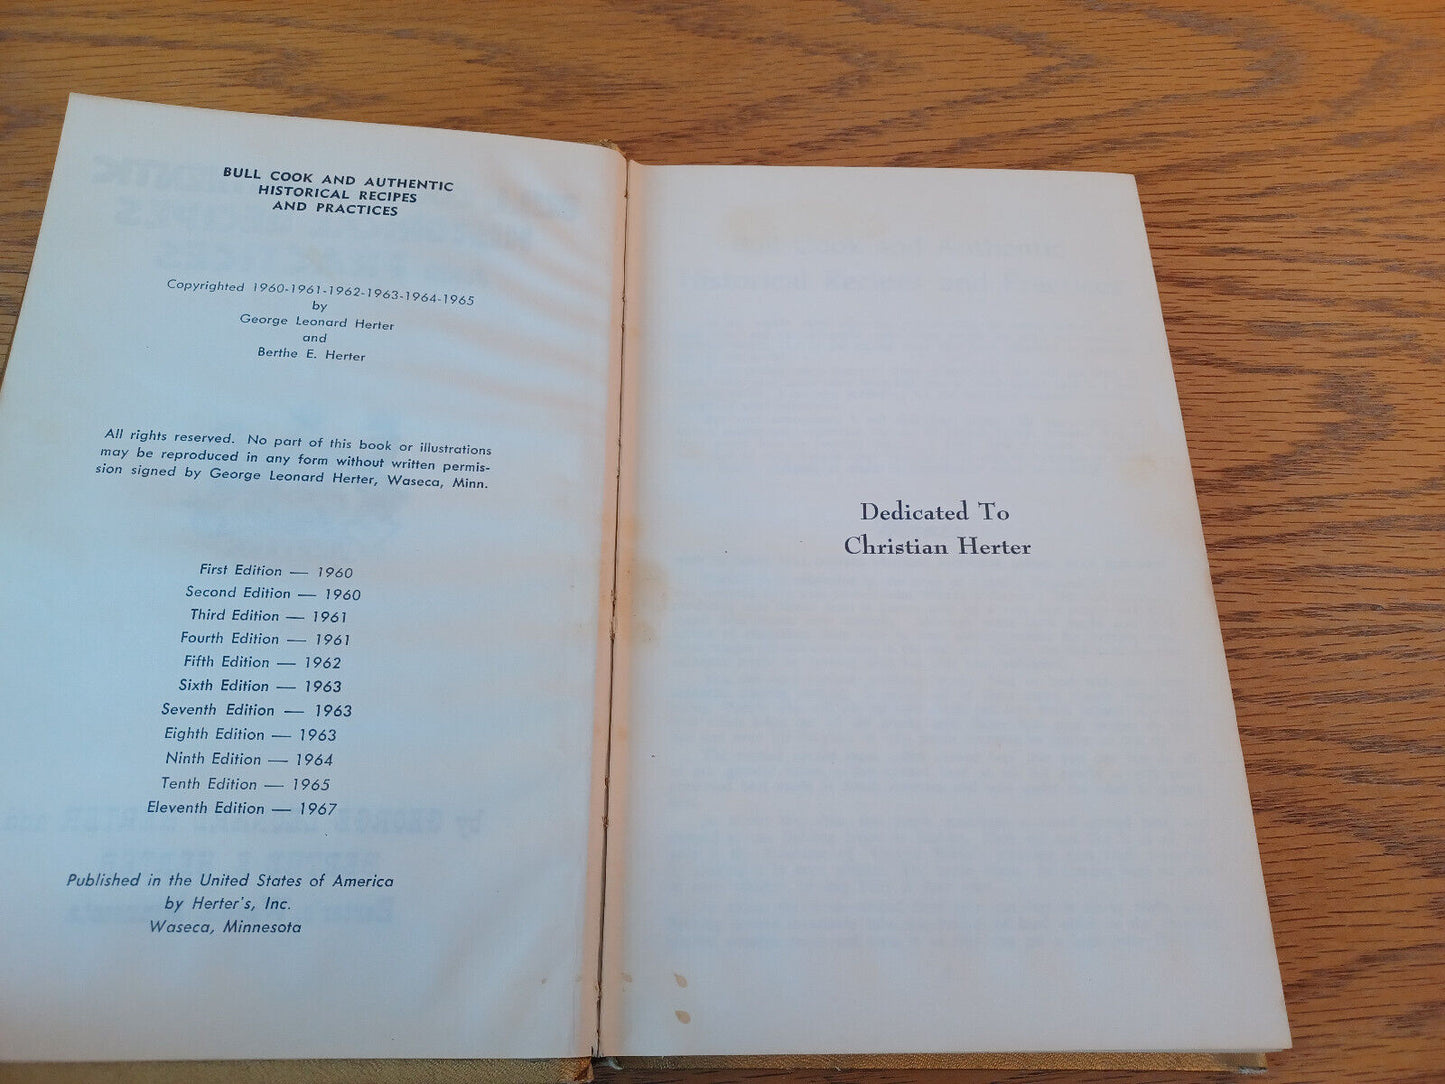 BULL COOK AND AUTHENTIC
HISTORICAL RECIPES
AND PRACTICES
Copyrighted 1960-1961-1962-1963-1964-1965
by
George Leonard Herter
and
Berthe E. Herter
All rights reserved. No part of this book or illustrations
may be reproduced in any form without written permis-
sion signed by George Leonard Herter, Waseca, Minn.
First Edition — 1960
Second Edition — 1960
Third Edition — 1961
Fourth Edition — 1961
Fifth Edition — 1962
Sixth Edition — 1963
Seventh Edition — 1963
Eighth Edition — 1963
Ninth Edition — 1964
Tenth Edition — 1965
Eleventh Edition — 1967
Published in the United States of America
by Herter's, Inc.
Waseca, Minnesota
Dedicated To
Christian Herter